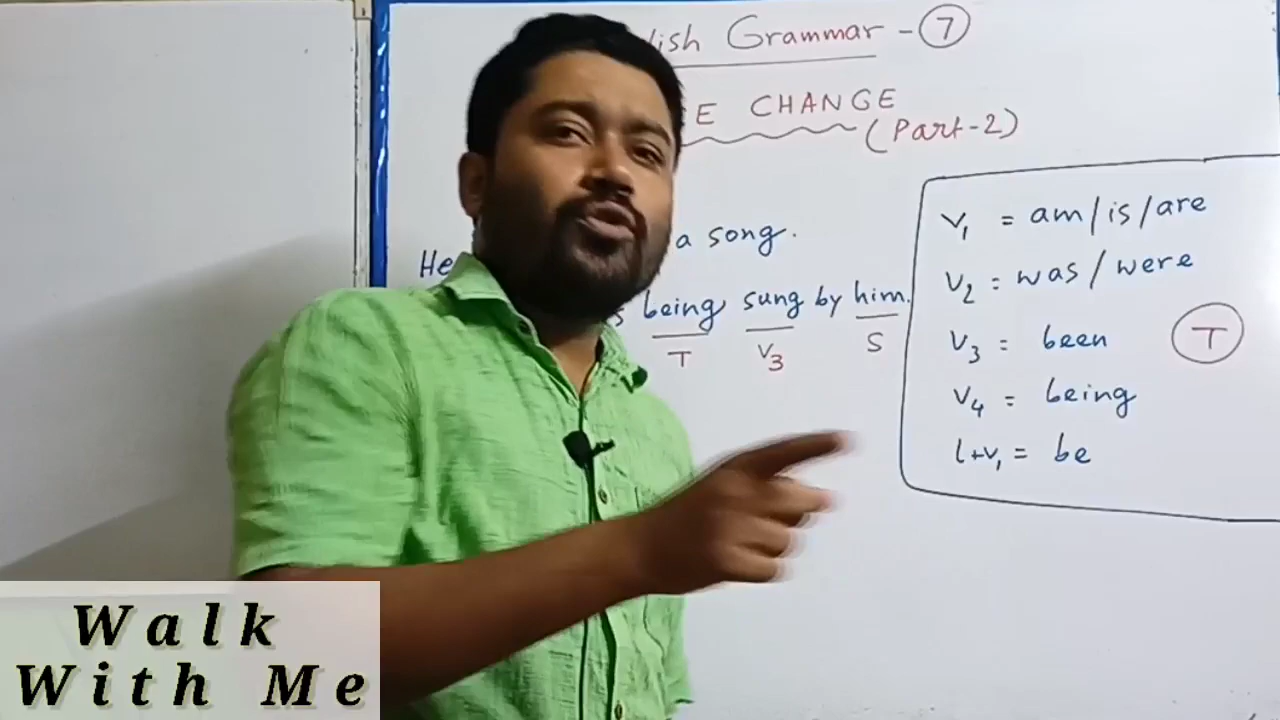 lish Grammar - 7
E CHANGE
(Part-2)
He a song.
s being sung by him.
T V3 S
V1 = am/is/are
V2 = was/were
V3 = been
V4 = being
l+V1 = be
T
Walk
With Me